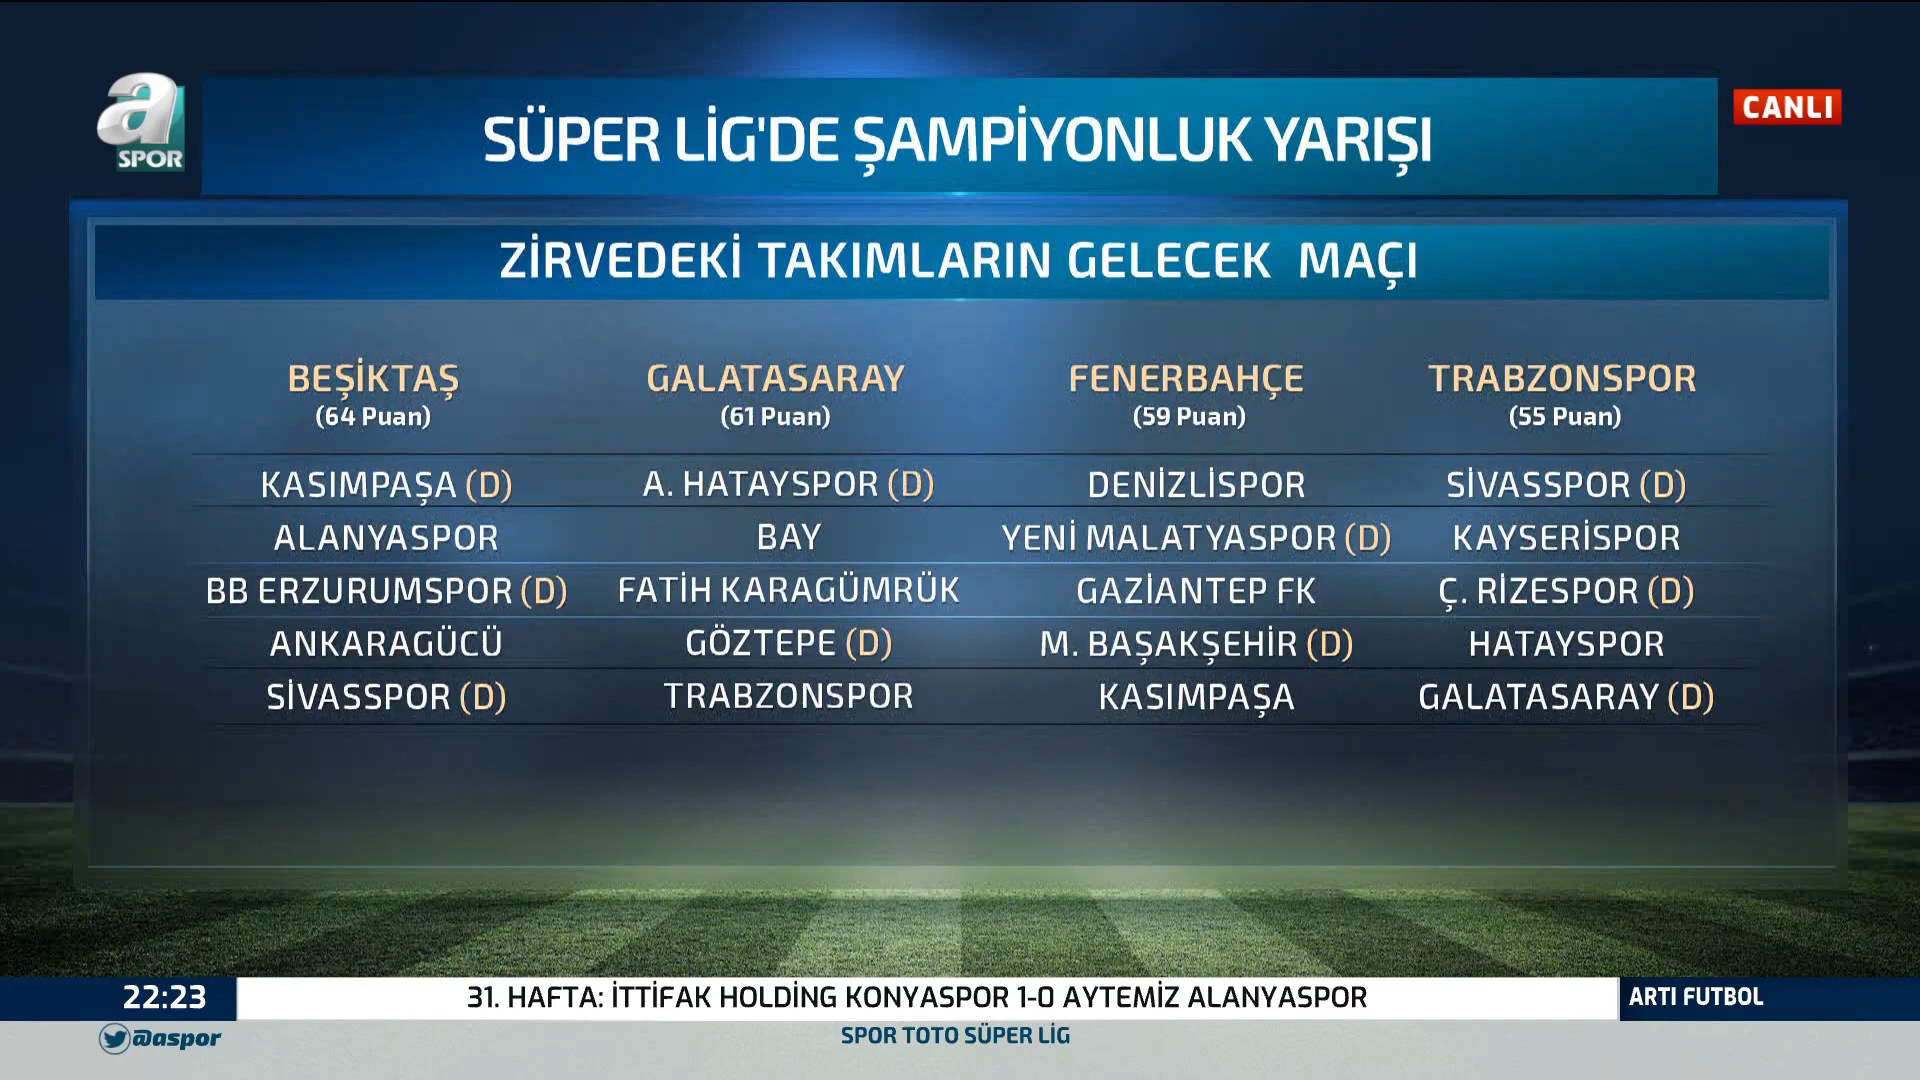 a
SPOR
SÜPER LİG'DE ŞAMPİYONLUK YARIŞI
CANLI
ZİRVEDEKİ TAKIMLARIN GELECEK MAÇI
BEŞİKTAŞ
(64 Puan)
KASIMPAŞA (D)
ALANYASPOR
BB ERZURUMSPOR (D)
ANKARAGÜCÜ
SİVASSPOR (D)
GALATASARAY
(61 Puan)
A. HATAYSPOR (D)
BAY
FATİH KARAGÜMRÜK
GÖZTEPE (D)
TRABZONSPOR
FENERBAHÇE
(59 Puan)
DENİZLİSPOR
YENİ MALATYASPOR (D)
GAZİANTEP FK
M. BAŞAKŞEHİR (D)
KASIMPAŞA
TRABZONSPOR
(55 Puan)
SİVASSPOR (D)
KAYSERİSPOR
Ç. RİZESPOR (D)
HATAYSPOR
GALATASARAY (D)
22:23
31. HAFTA: İTTİFAK HOLDİNG KONYASPOR 1-0 AYTEMİZ ALANYASPOR
ARTI FUTBOL
@aspor
SPOR TOTO SÜPER LİG